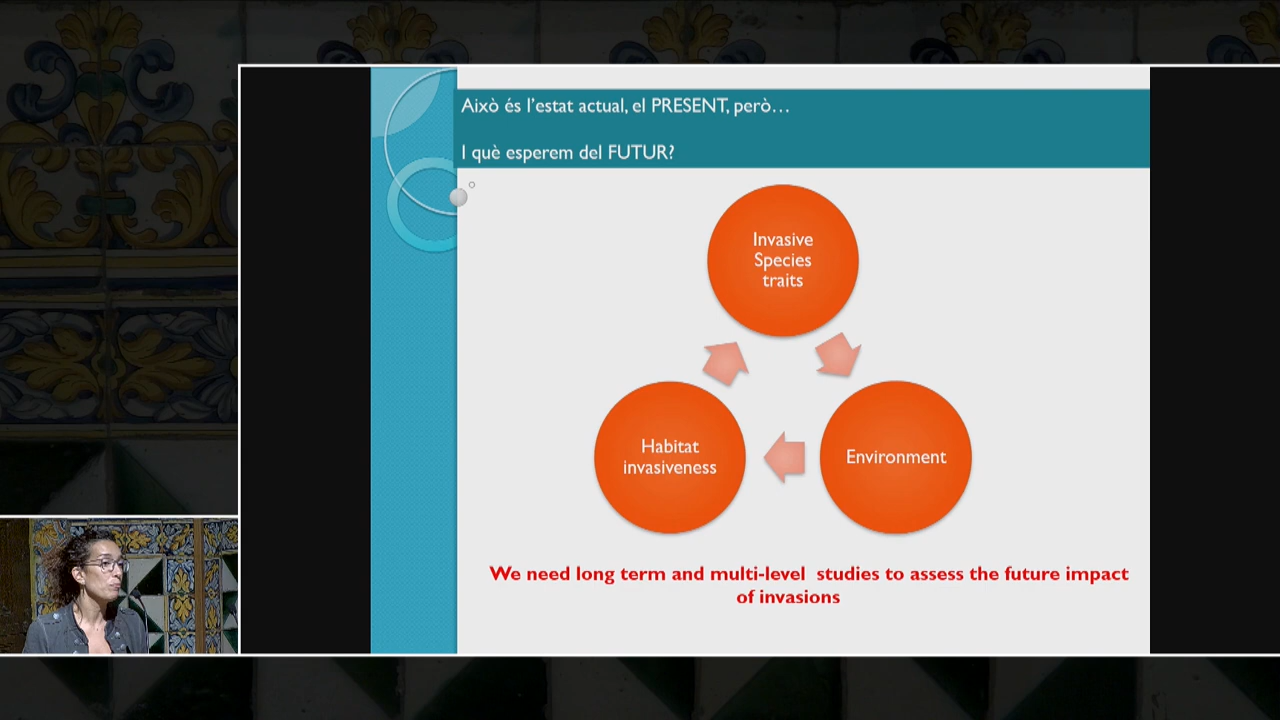 Això és l'estat actual, el PRESENT, però…
I què esperem del FUTUR?
Invasive
Species
traits
Habitat
invasiveness
Environment
We need long term and multi-level  studies to assess the future impact
of invasions